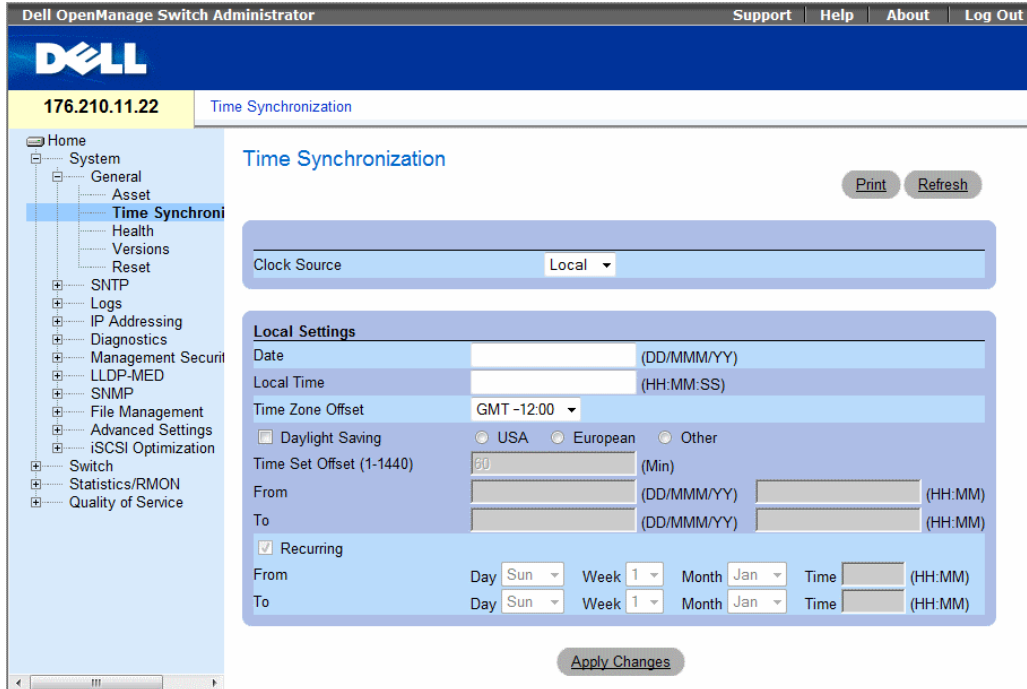 Dell OpenManage Switch Administrator
Support | Help | About | Log Out
DELL
176.210.11.22
Time Synchronization
Home
System
General
Asset
Time Synchroni
Health
Versions
Reset
SNTP
Logs
IP Addressing
Diagnostics
Management Securit
LLDP-MED
SNMP
File Management
Advanced Settings
iSCSI Optimization
Switch
Statistics/RMON
Quality of Service
Time Synchronization
Print Refresh
Clock Source Local
Local Settings
Date (DD/MMM/YY)
Local Time (HH:MM:SS)
Time Zone Offset GMT -12:00
Daylight Saving USA European Other
Time Set Offset (1-1440) 60 (Min)
From (DD/MMM/YY) (HH:MM)
To (DD/MMM/YY) (HH:MM)
Recurring
From Day Sun Week 1 Month Jan Time (HH:MM)
To Day Sun Week 1 Month Jan Time (HH:MM)
Apply Changes